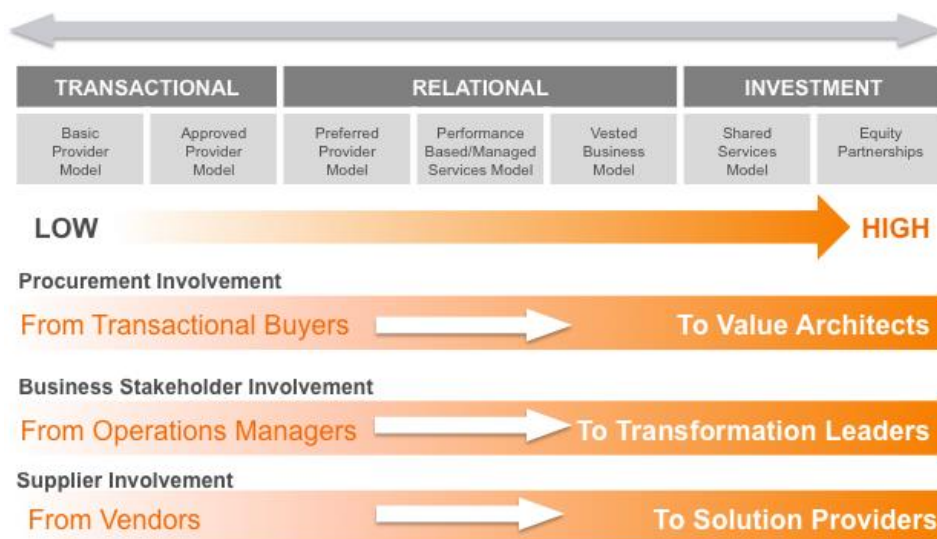 TRANSACTIONAL
RELATIONAL
INVESTMENT
Basic
Provider
Model
Approved
Provider
Model
Preferred
Provider
Model
Performance
Based/Managed
Services Model
Vested
Business
Model
Shared
Services
Model
Equity
Partnerships
LOW
HIGH
Procurement Involvement
From Transactional Buyers
To Value Architects
Business Stakeholder Involvement
From Operations Managers
To Transformation Leaders
Supplier Involvement
From Vendors
To Solution Providers